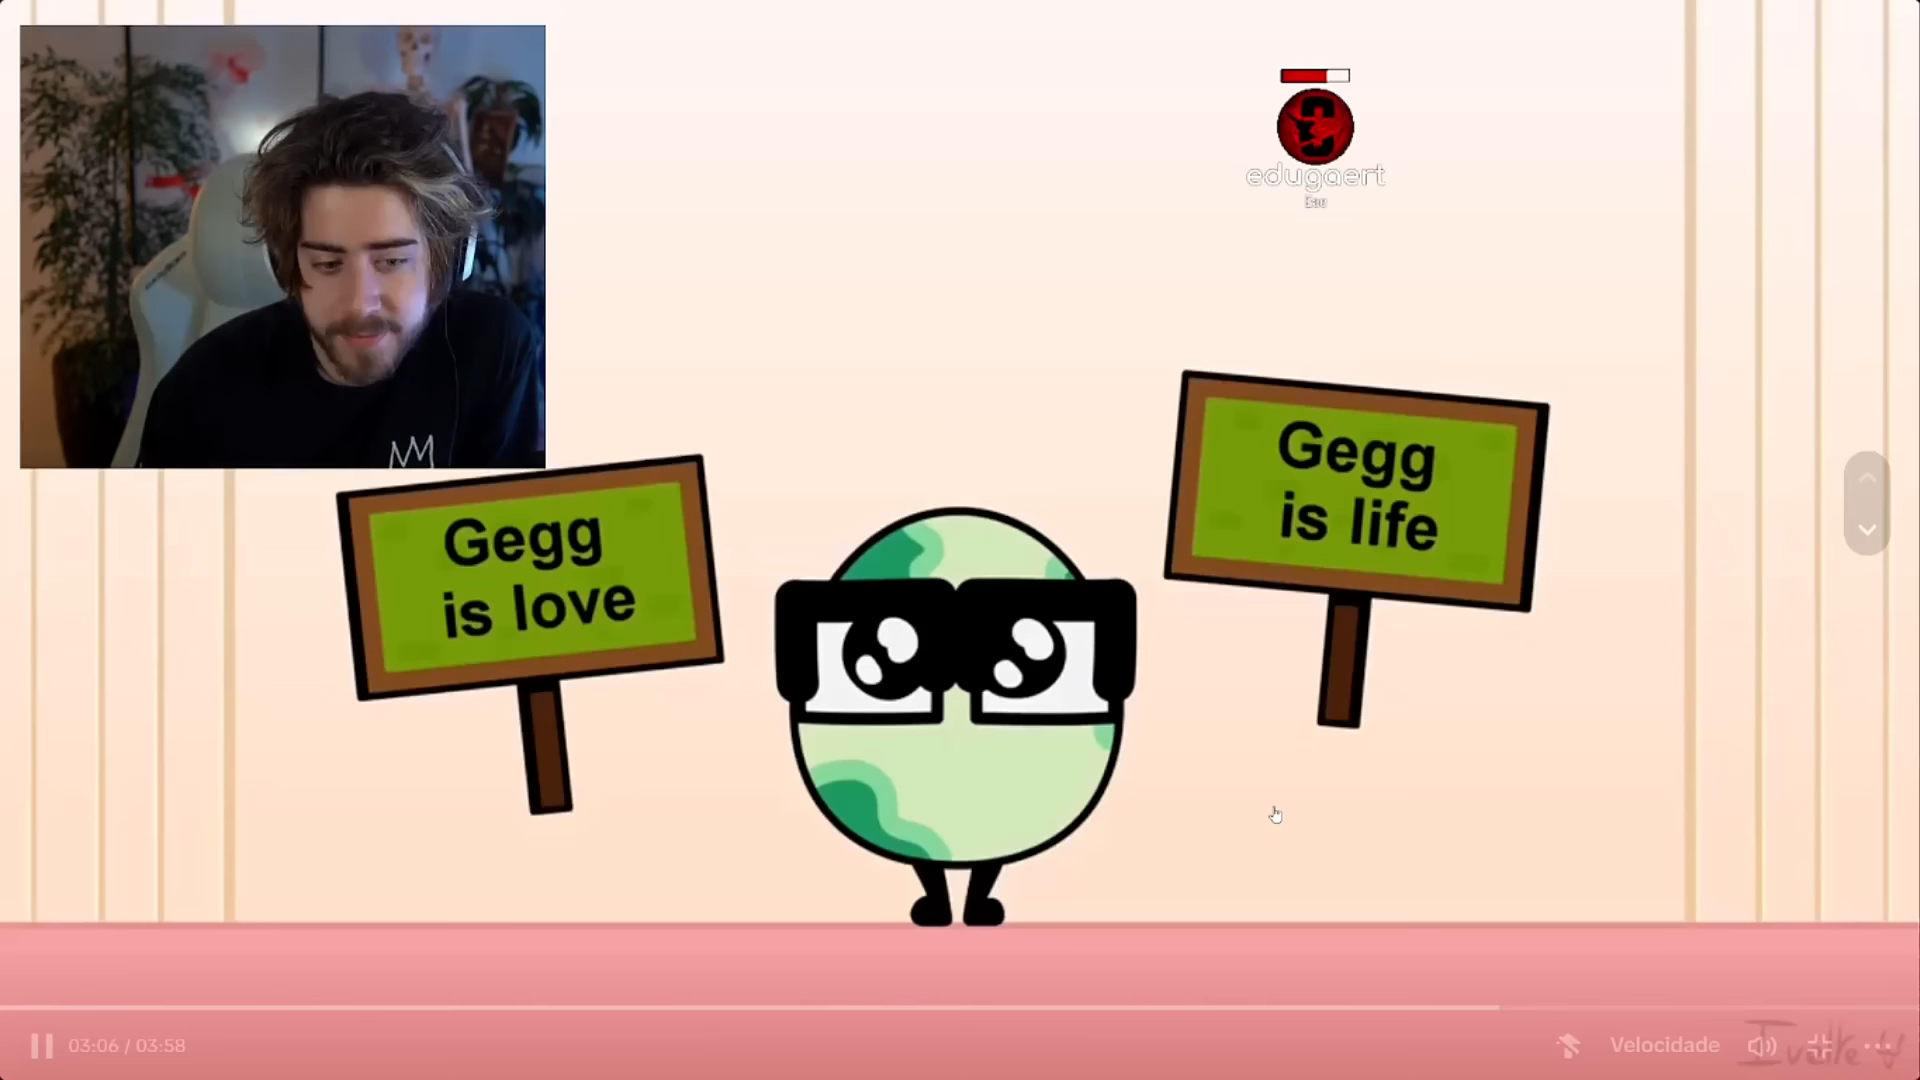 edugaert
Gegg
is life
Gegg
is love
03:06 / 03:58
Velocidade